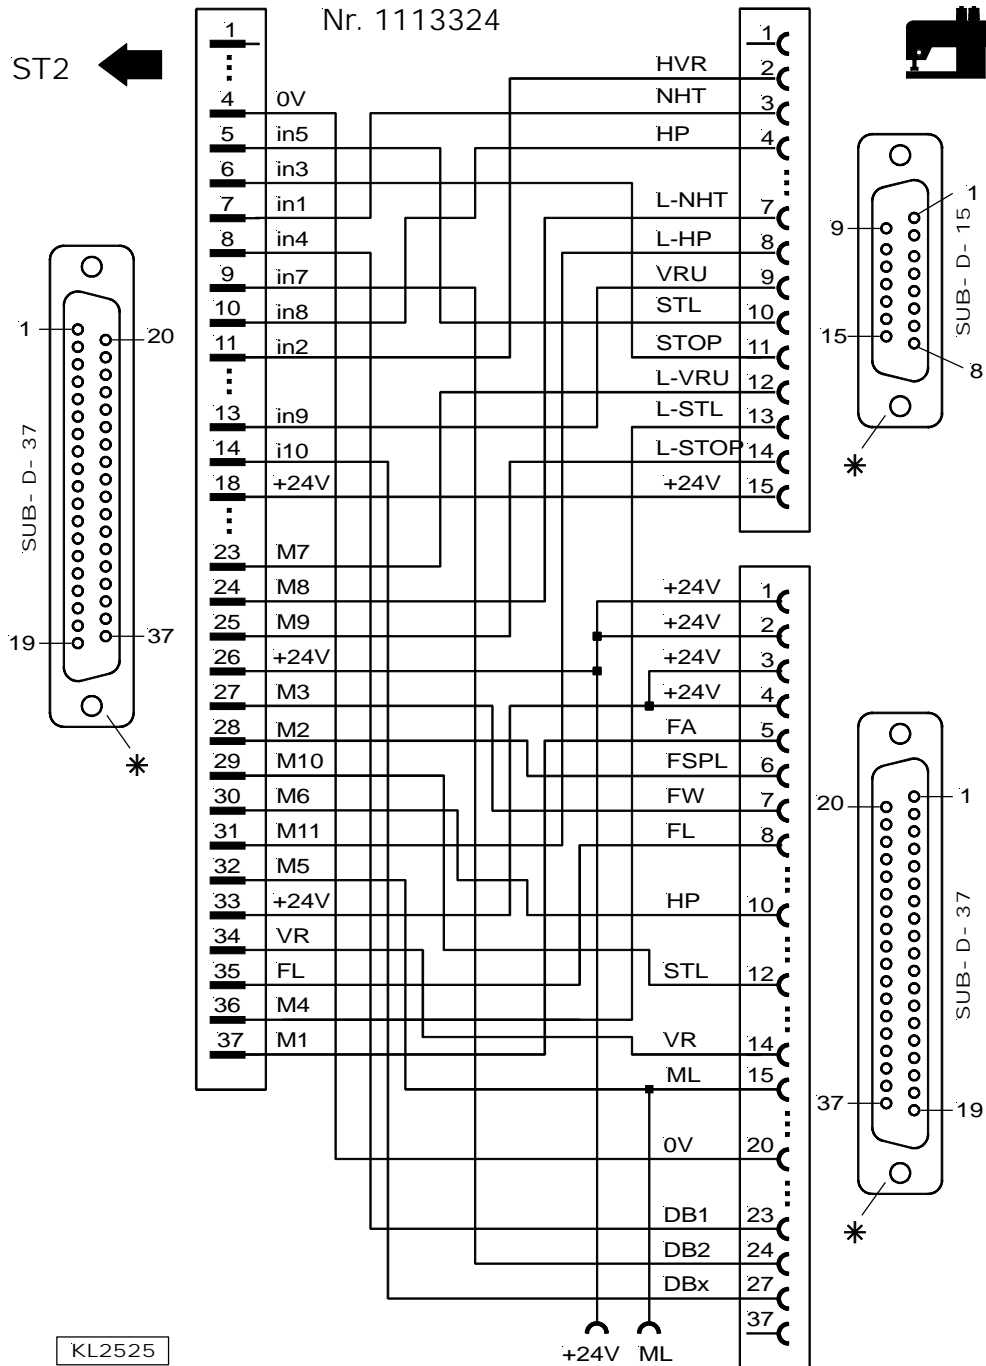 Nr. 1113324
ST2
1
4 0V
5 in5
6 in3
7 in1
8 in4
9 in7
10 in8
11 in2
13 in9
14 i10
18 +24V
23 M7
24 M8
25 M9
26 +24V
27 M3
28 M2
29 M10
30 M6
31 M11
32 M5
33 +24V
34 VR
35 FL
36 M4
37 M1
1
HVR 2
NHT 3
HP 4
L-NHT 7
L-HP 8
VRU 9
STL 10
STOP 11
L-VRU 12
L-STL 13
L-STOP 14
+24V 15
+24V 1
+24V 2
+24V 3
+24V 4
FA 5
FSPL 6
FW 7
FL 8
HP 10
STL 12
VR 14
ML 15
0V 20
DB1 23
DB2 24
DBx 27
37
+24V ML
1 20
19 37
SUB-D-37
*
9 1
15 8
SUB-D-15
*
20 1
37 19
SUB-D-37
*
KL2525